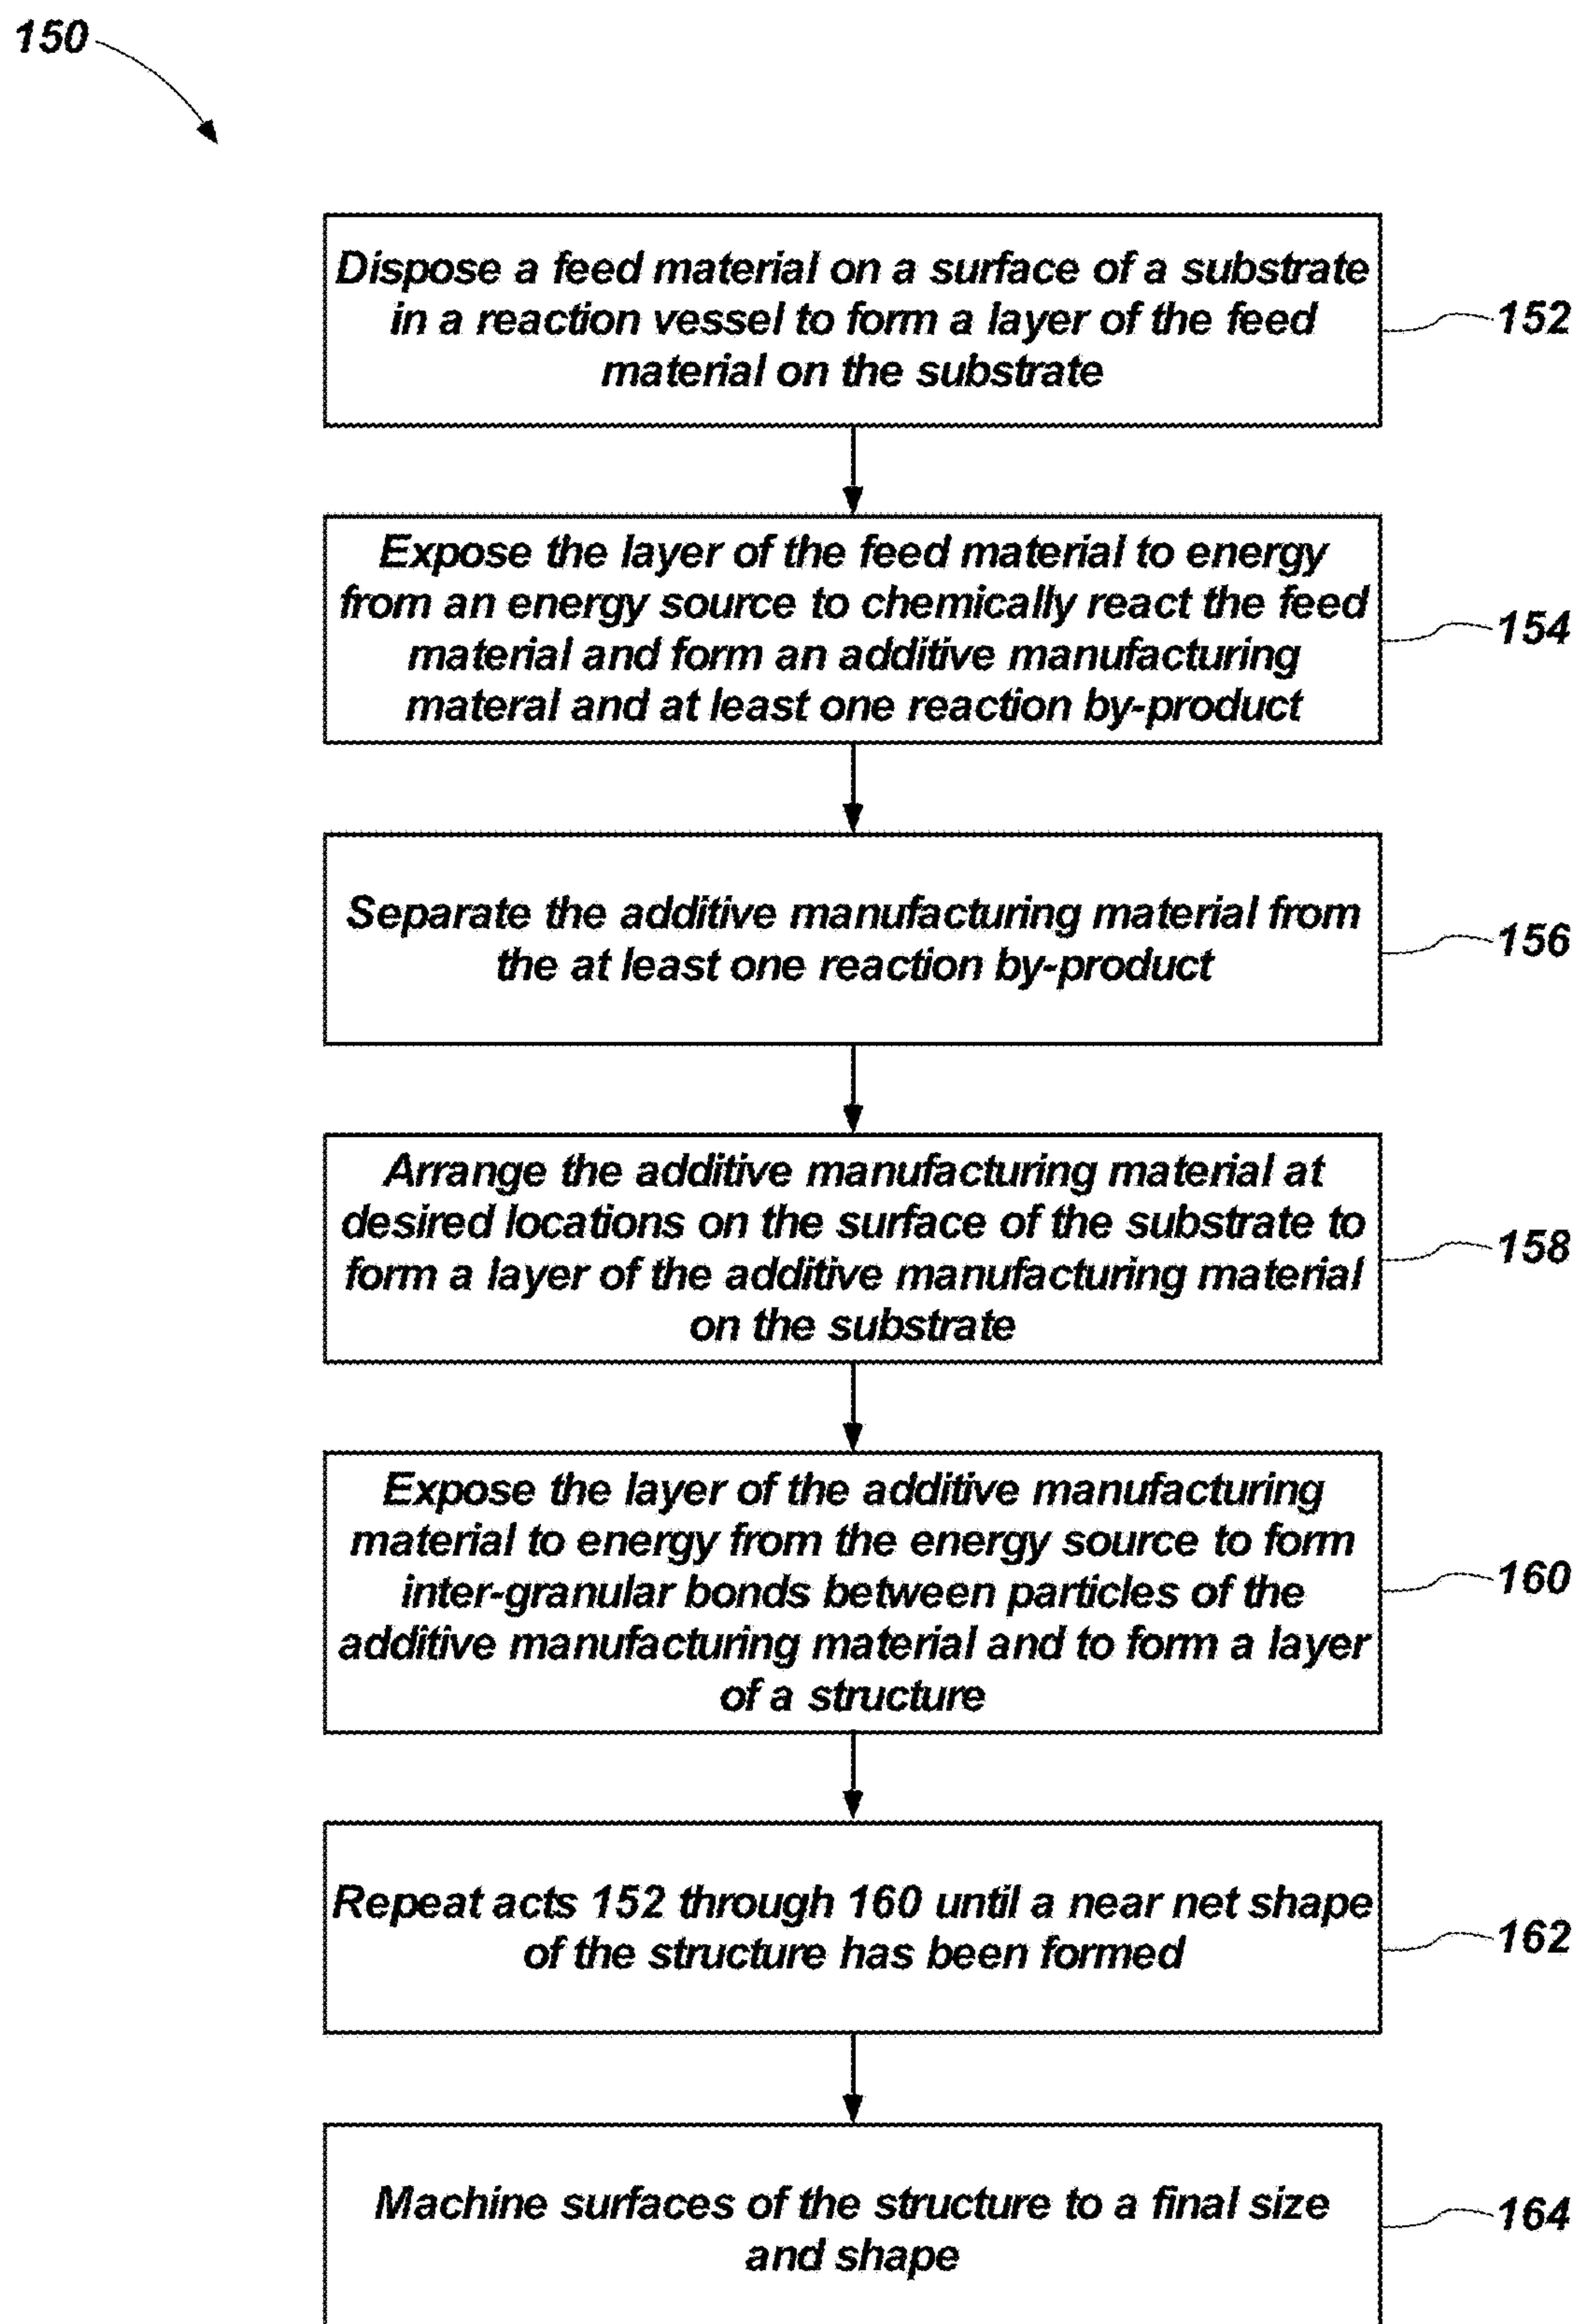 150
Dispose a feed material on a surface of a substrate
in a reaction vessel to form a layer of the feed
material on the substrate
152
Expose the layer of the feed material to energy
from an energy source to chemically react the feed
material and form an additive manufacturing
materal and at least one reaction by-product
154
Separate the additive manufacturing material from
the at least one reaction by-product
156
Arrange the additive manufacturing material at
desired locations on the surface of the substrate to
form a layer of the additive manufacturing material
on the substrate
158
Expose the layer of the additive manufacturing
material to energy from the energy source to form
inter-granular bonds between particles of the
additive manufacturing material and to form a layer
of a structure
160
Repeat acts 152 through 160 until a near net shape
of the structure has been formed
162
Machine surfaces of the structure to a final size
and shape
164